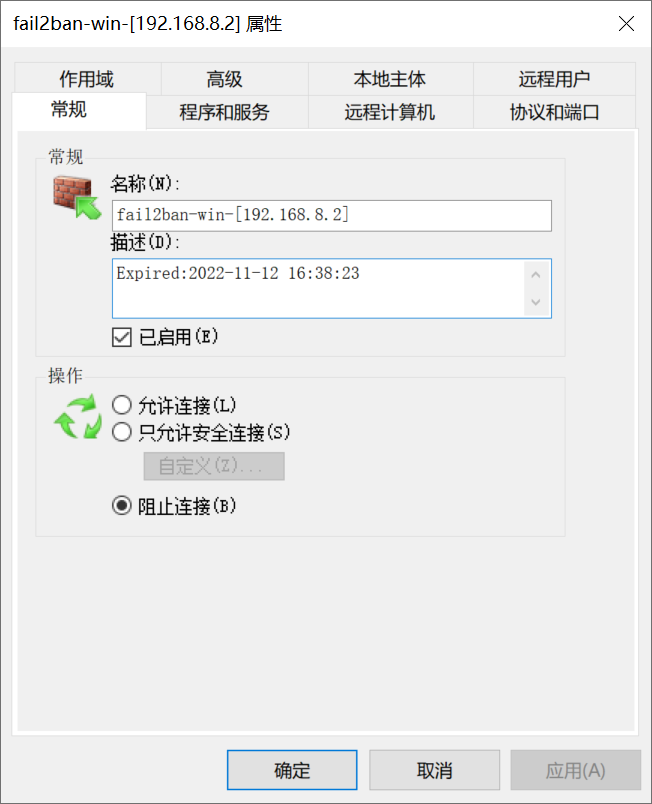 fail2ban-win-[192.168.8.2] 属性
作用域
高级
本地主体
远程用户
常规
程序和服务
远程计算机
协议和端口
常规
名称(N):
fail2ban-win-[192.168.8.2]
描述(D):
Expired:2022-11-12 16:38:23
已启用(E)
操作
允许连接(L)
只允许安全连接(S)
自定义(Z)...
阻止连接(B)
确定
取消
应用(A)